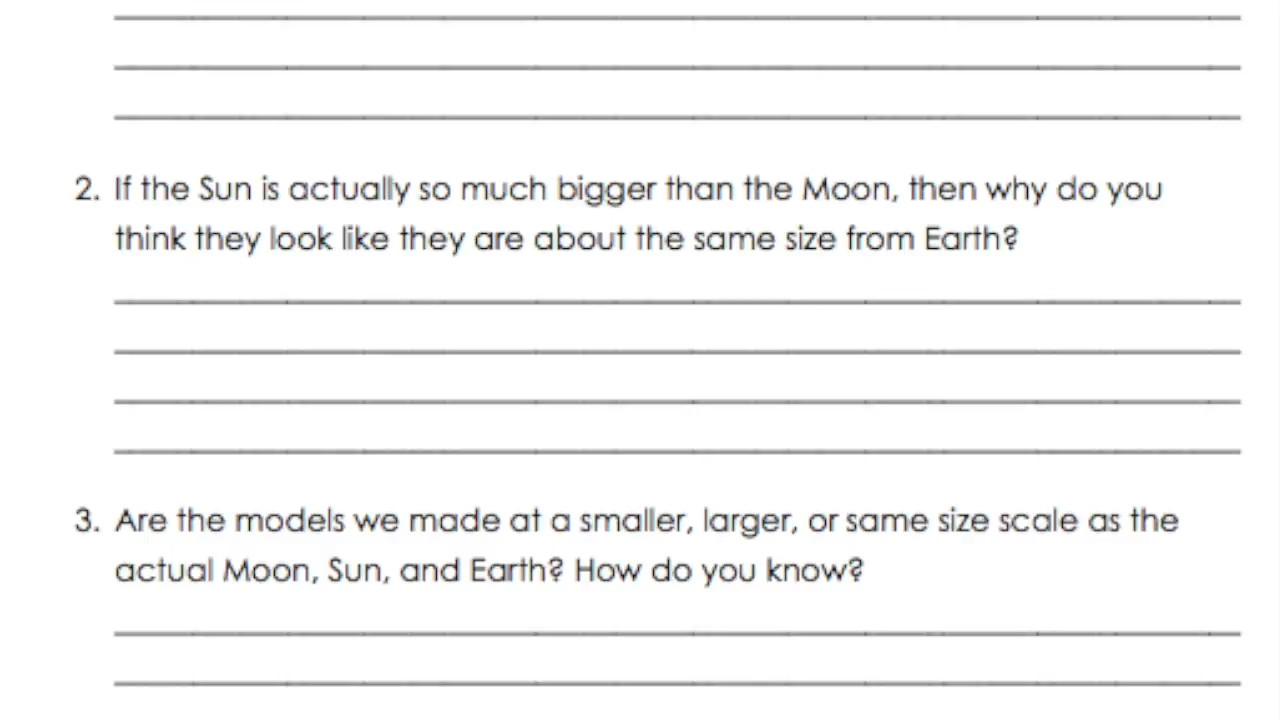 2. If the Sun is actually so much bigger than the Moon, then why do you
think they look like they are about the same size from Earth?
3. Are the models we made at a smaller, larger, or same size scale as the
actual Moon, Sun, and Earth? How do you know?